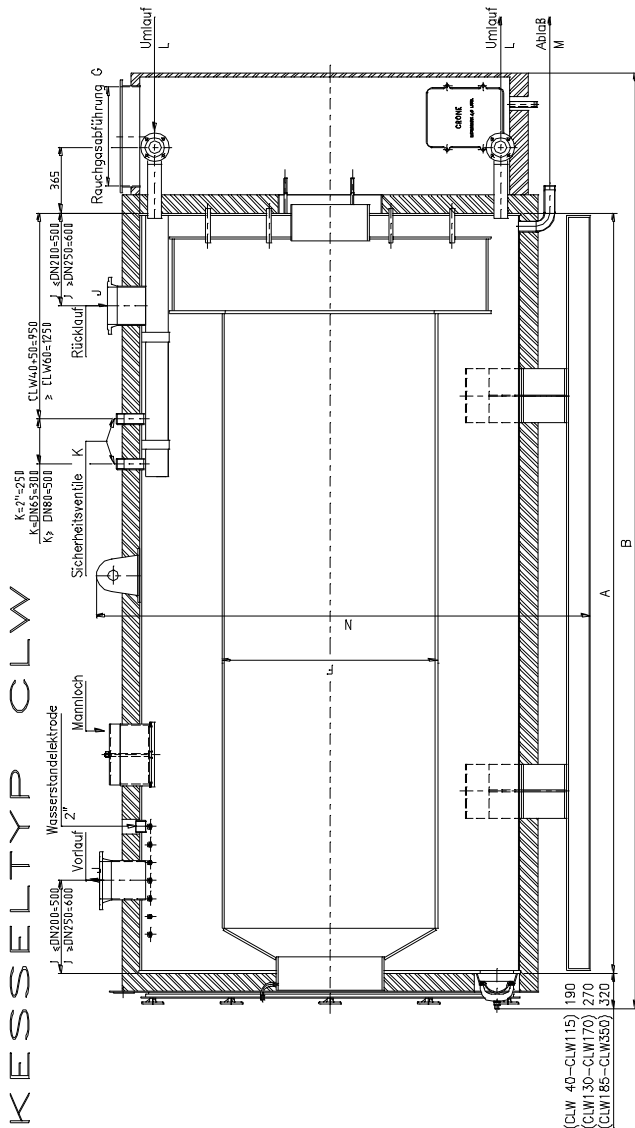 KESSELTYP CLW
J ≤DN200=500
J ≥DN250=600
Vorlauf
J
Wasserstandelektrode
2"
Mannloch
Sicherheitsventile
K
K=2"=250
K=DN65=300
K≥ DN80=500
CLW40+50=950
≥ CLW60=1250
Rücklauf
J
J ≤DN200=500
J ≥DN250=600
365
Rauchgasabführung G
Umlauf
L
CRONE
Umlauf
L
Ablaß
M
N
F
A
B
(CLW 40-CLW115) 190
(CLW130-CLW170) 270
(CLW185-CLW350) 320